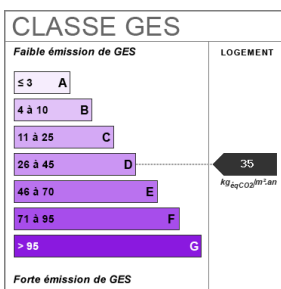 CLASSE GES
Faible émission de GES
LOGEMENT
≤ 3 A
4 à 10 B
11 à 25 C
26 à 45 D
35
kgéqCO2/m².an
46 à 70 E
71 à 95 F
> 95 G
Forte émission de GES